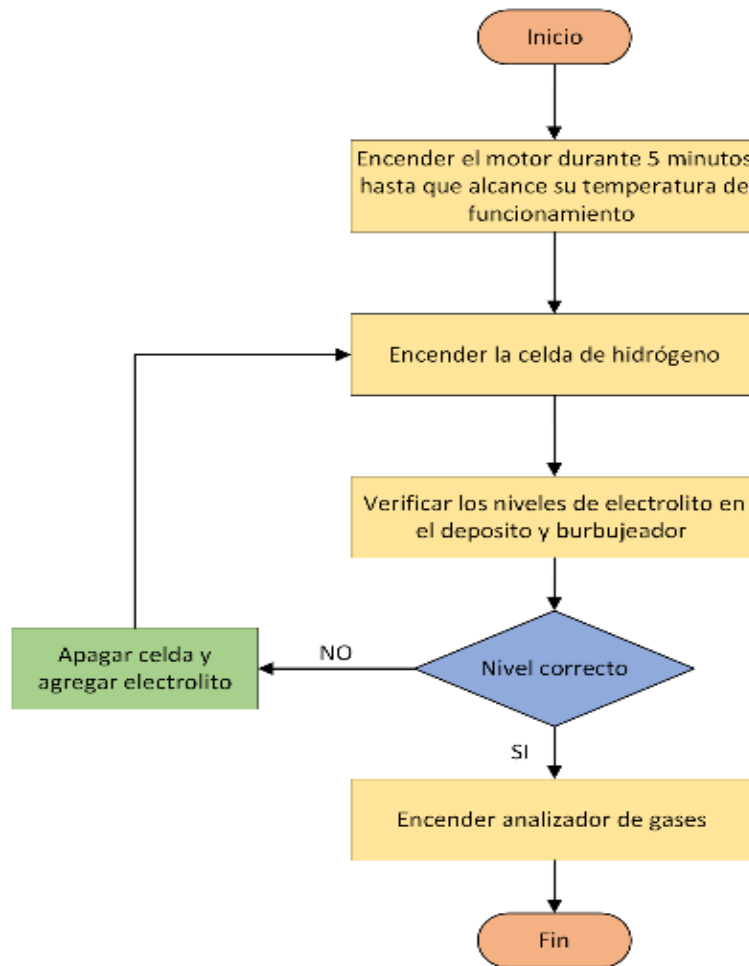 Inicio
Encender el motor durante 5 minutos
hasta que alcance su temperatura de
funcionamiento
Encender la celda de hidrógeno
Verificar los niveles de electrolito en
el deposito y burbujeador
Apagar celda y
agregar electrolito
NO
Nivel correcto
SI
Encender analizador de gases
Fin